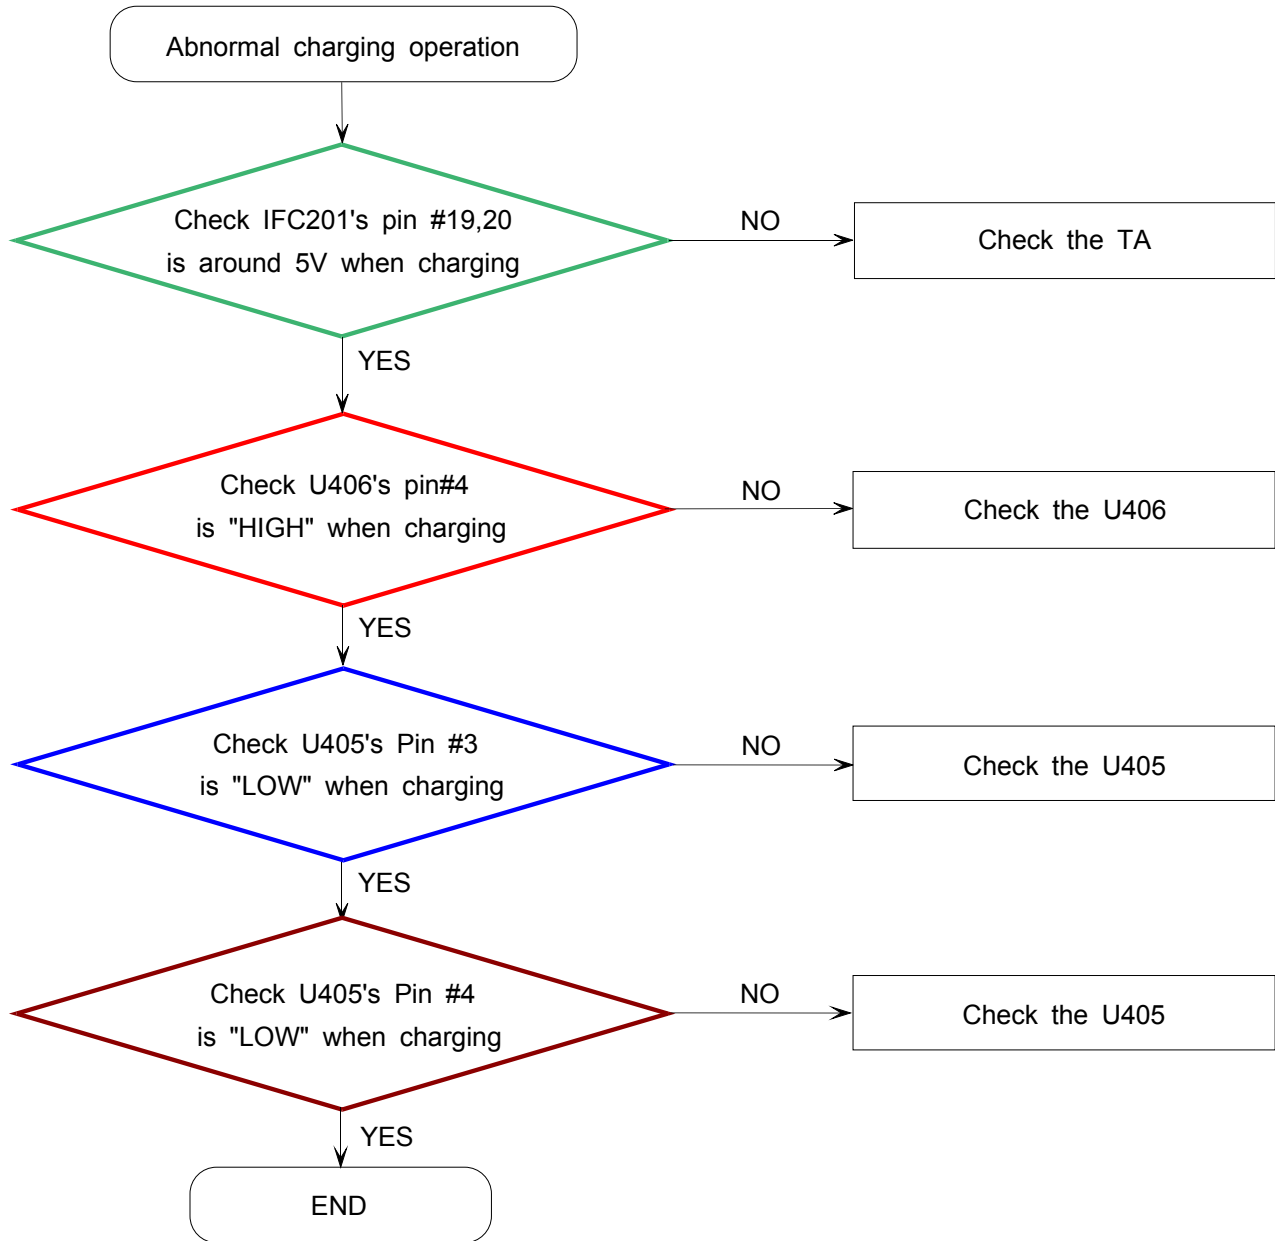 Abnormal charging operation
Check IFC201's pin #19,20
is around 5V when charging
NO
Check the TA
YES
Check U406's pin#4
is "HIGH" when charging
NO
Check the U406
YES
Check U405's Pin #3
is "LOW" when charging
NO
Check the U405
YES
Check U405's Pin #4
is "LOW" when charging
NO
Check the U405
YES
END